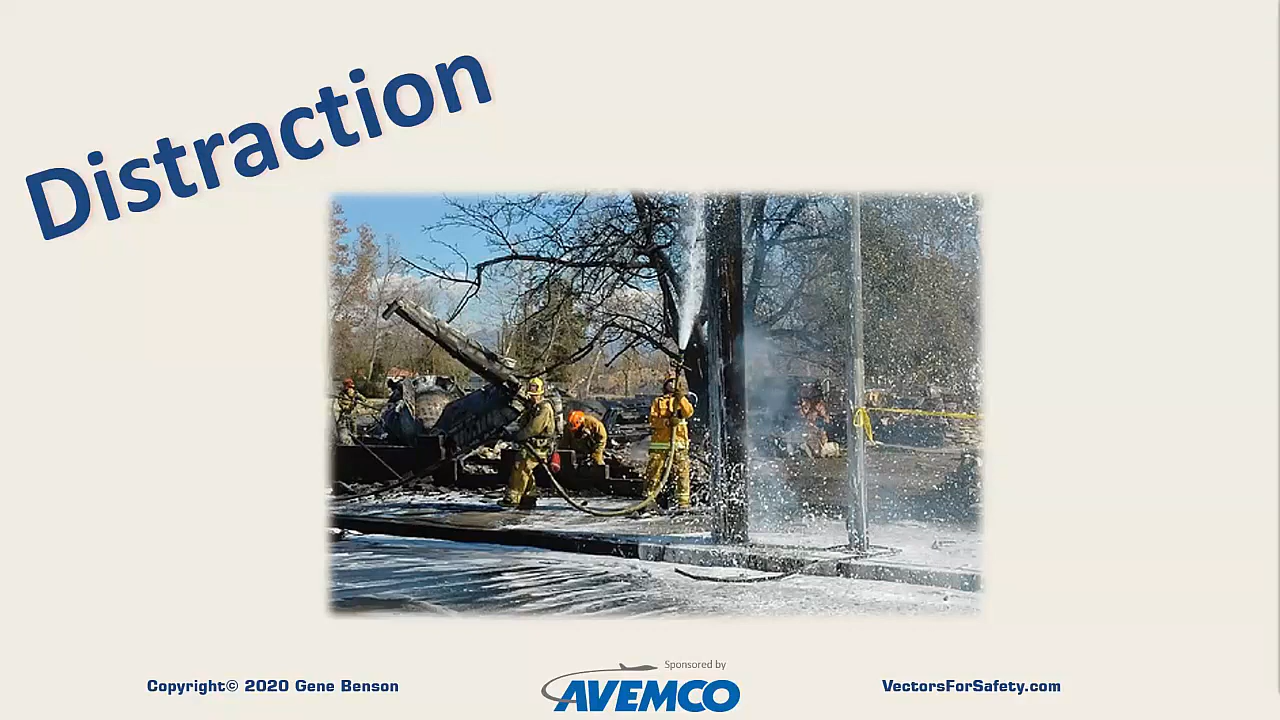 Distraction
Sponsored by
AVEMCO
Copyright© 2020 Gene Benson
VectorsForSafety.com